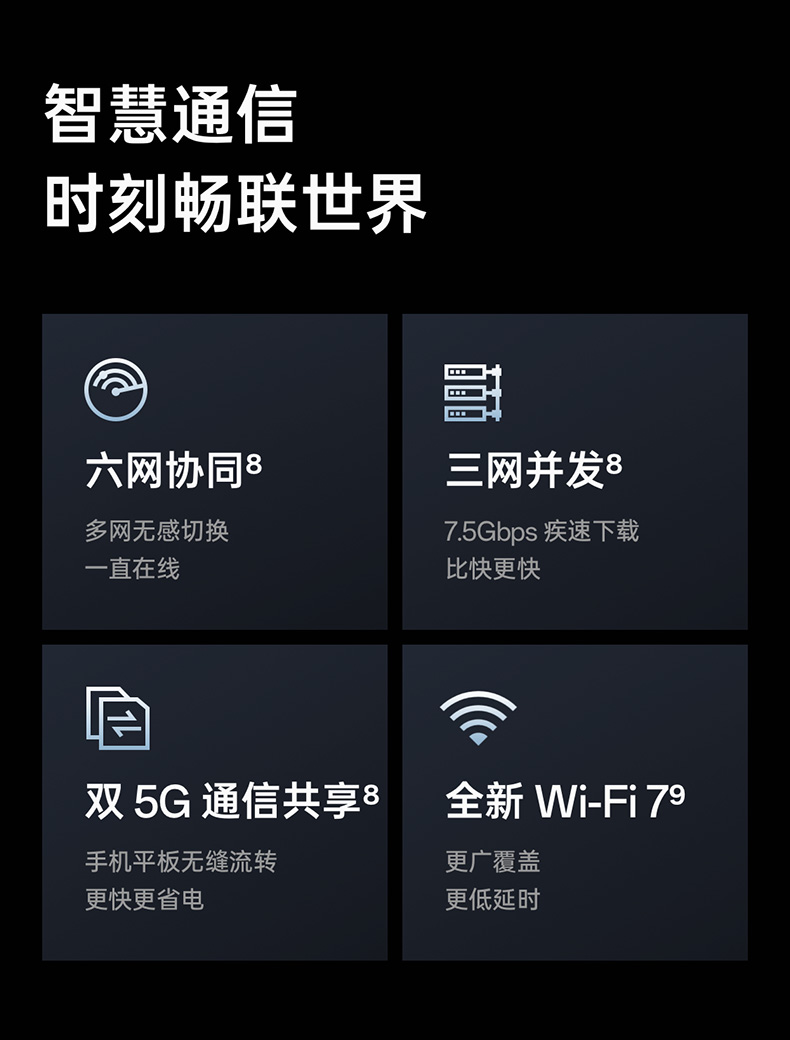 智慧通信
时刻畅联世界
六网协同⁸
多网无感切换
一直在线
三网并发⁸
7.5Gbps 疾速下载
比快更快
双 5G 通信共享⁸
手机平板无缝流转
更快更省电
全新 Wi-Fi 7⁹
更广覆盖
更低延时